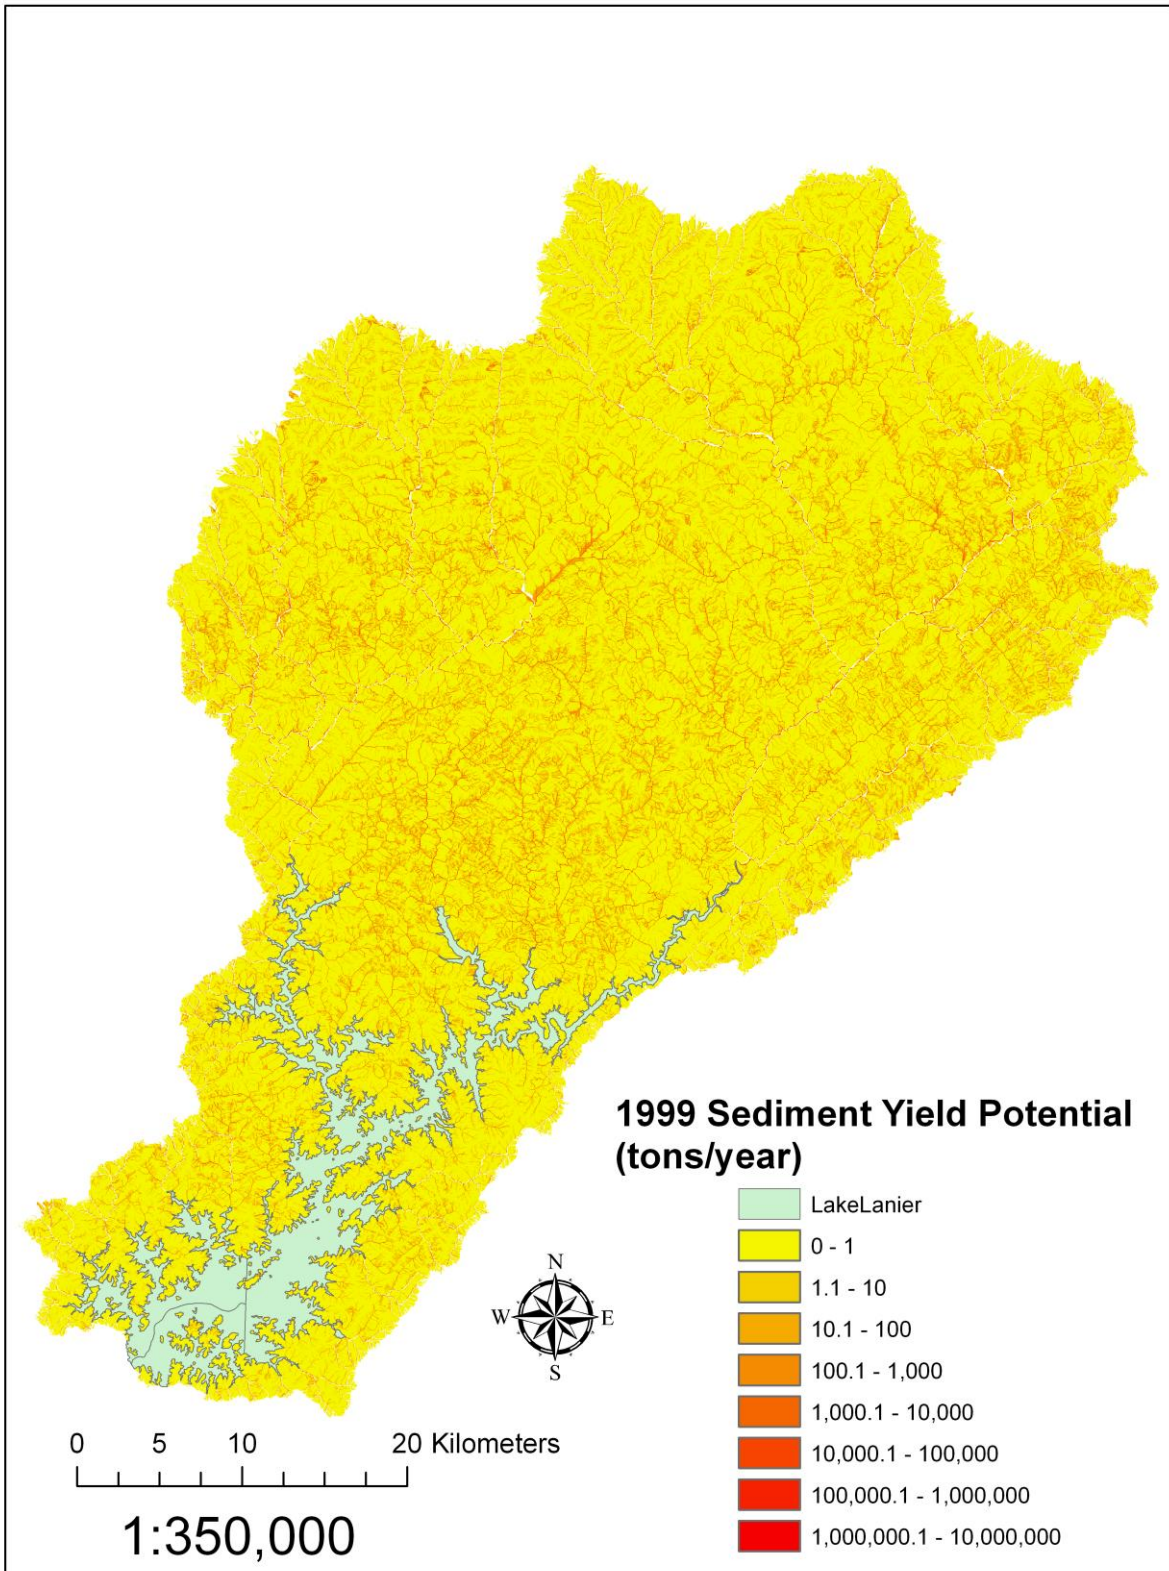 1999 Sediment Yield Potential
(tons/year)
LakeLanier
0 - 1
1.1 - 10
10.1 - 100
100.1 - 1,000
1,000.1 - 10,000
10,000.1 - 100,000
100,000.1 - 1,000,000
1,000,000.1 - 10,000,000
N
W E
S
0 5 10 20 Kilometers
1:350,000